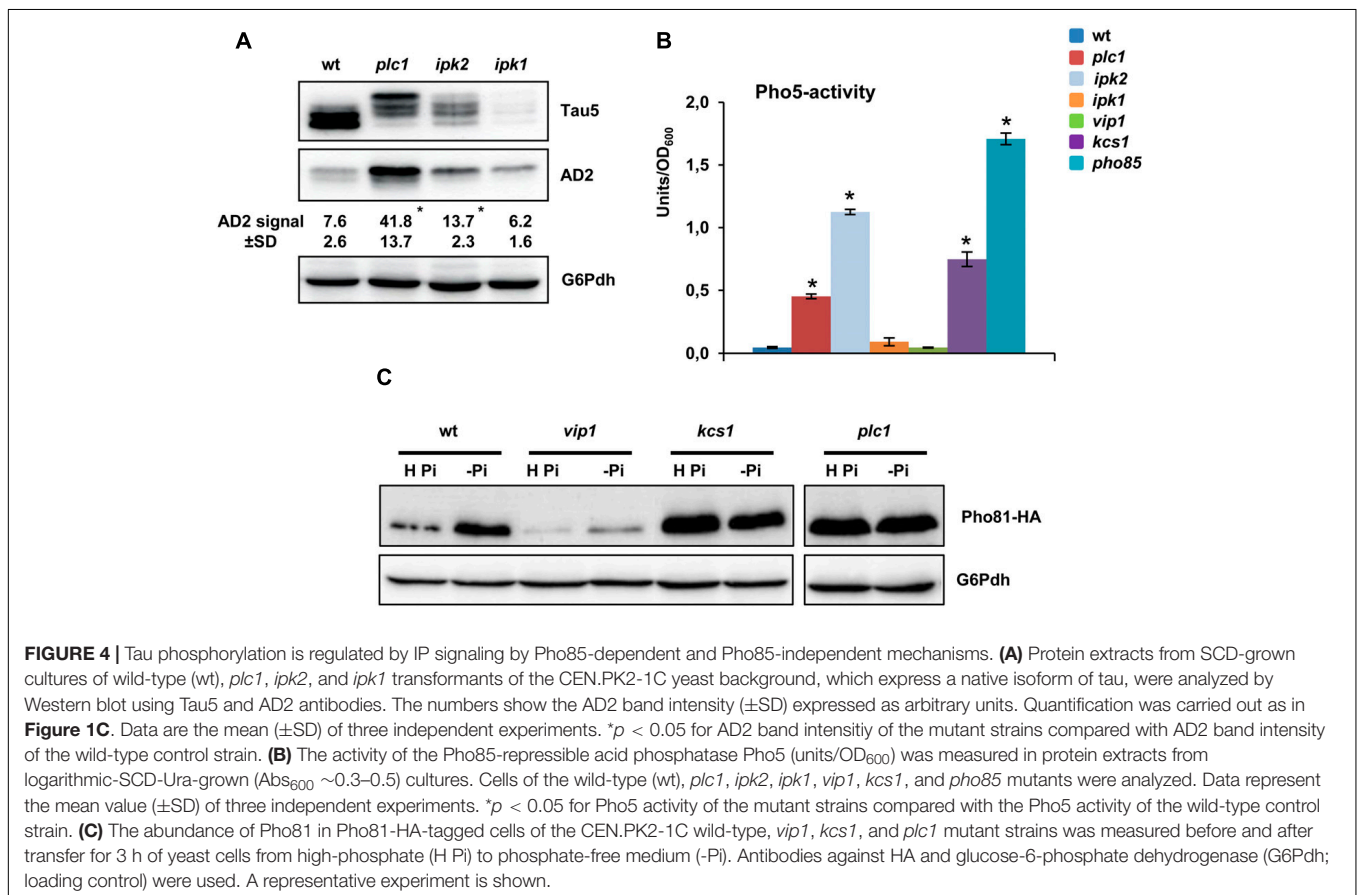 A
wt plc1 ipk2 ipk1
Tau5
AD2
AD2 signal 7.6 41.8* 13.7* 6.2
±SD 2.6 13.7 2.3 1.6
G6Pdh
B
Pho5-activity
Units/OD600
2,0
1,5
1,0
0,5
0,0
* * * *
wt
plc1
ipk2
ipk1
vip1
kcs1
pho85
C
wt vip1 kcs1 plc1
H Pi -Pi H Pi -Pi H Pi -Pi H Pi -Pi
Pho81-HA
G6Pdh
FIGURE 4 | Tau phosphorylation is regulated by IP signaling by Pho85-dependent and Pho85-independent mechanisms. (A) Protein extracts from SCD-grown
cultures of wild-type (wt), plc1, ipk2, and ipk1 transformants of the CEN.PK2-1C yeast background, which express a native isoform of tau, were analyzed by
Western blot using Tau5 and AD2 antibodies. The numbers show the AD2 band intensity (±SD) expressed as arbitrary units. Quantification was carried out as in
Figure 1C. Data are the mean (±SD) of three independent experiments. *p < 0.05 for AD2 band intensitiy of the mutant strains compared with AD2 band intensity
of the wild-type control strain. (B) The activity of the Pho85-repressible acid phosphatase Pho5 (units/OD600) was measured in protein extracts from
logarithmic-SCD-Ura-grown (Abs600 ~0.3–0.5) cultures. Cells of the wild-type (wt), plc1, ipk2, ipk1, vip1, kcs1, and pho85 mutants were analyzed. Data represent
the mean value (±SD) of three independent experiments. *p < 0.05 for Pho5 activity of the mutant strains compared with the Pho5 activity of the wild-type control
strain. (C) The abundance of Pho81 in Pho81-HA-tagged cells of the CEN.PK2-1C wild-type, vip1, kcs1, and plc1 mutant strains was measured before and after
transfer for 3 h of yeast cells from high-phosphate (H Pi) to phosphate-free medium (-Pi). Antibodies against HA and glucose-6-phosphate dehydrogenase (G6Pdh;
loading control) were used. A representative experiment is shown.